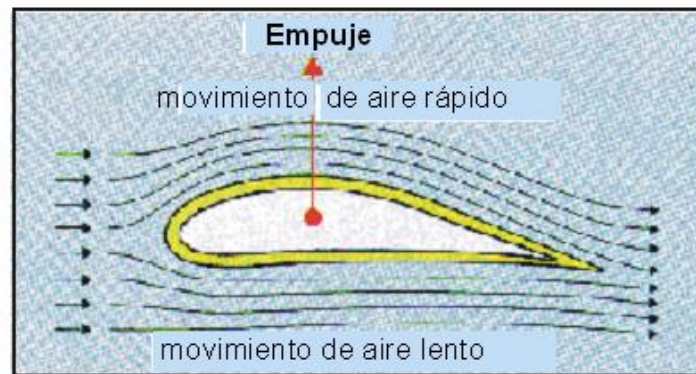 Empuje
movimiento de aire rápido
movimiento de aire lento